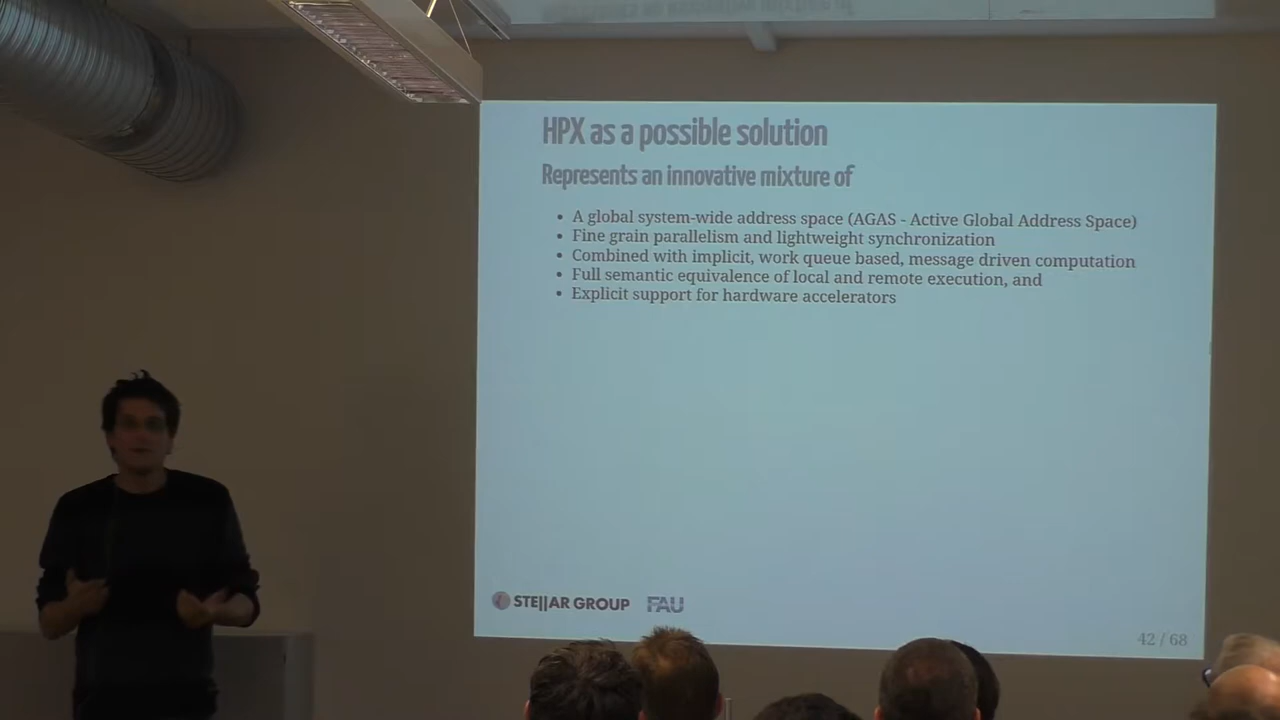 HPX as a possible solution
Represents an innovative mixture of
• A global system-wide address space (AGAS - Active Global Address Space)
• Fine grain parallelism and lightweight synchronization
• Combined with implicit, work queue based, message driven computation
• Full semantic equivalence of local and remote execution, and
• Explicit support for hardware accelerators
STE||AR GROUP FAU
42 / 68